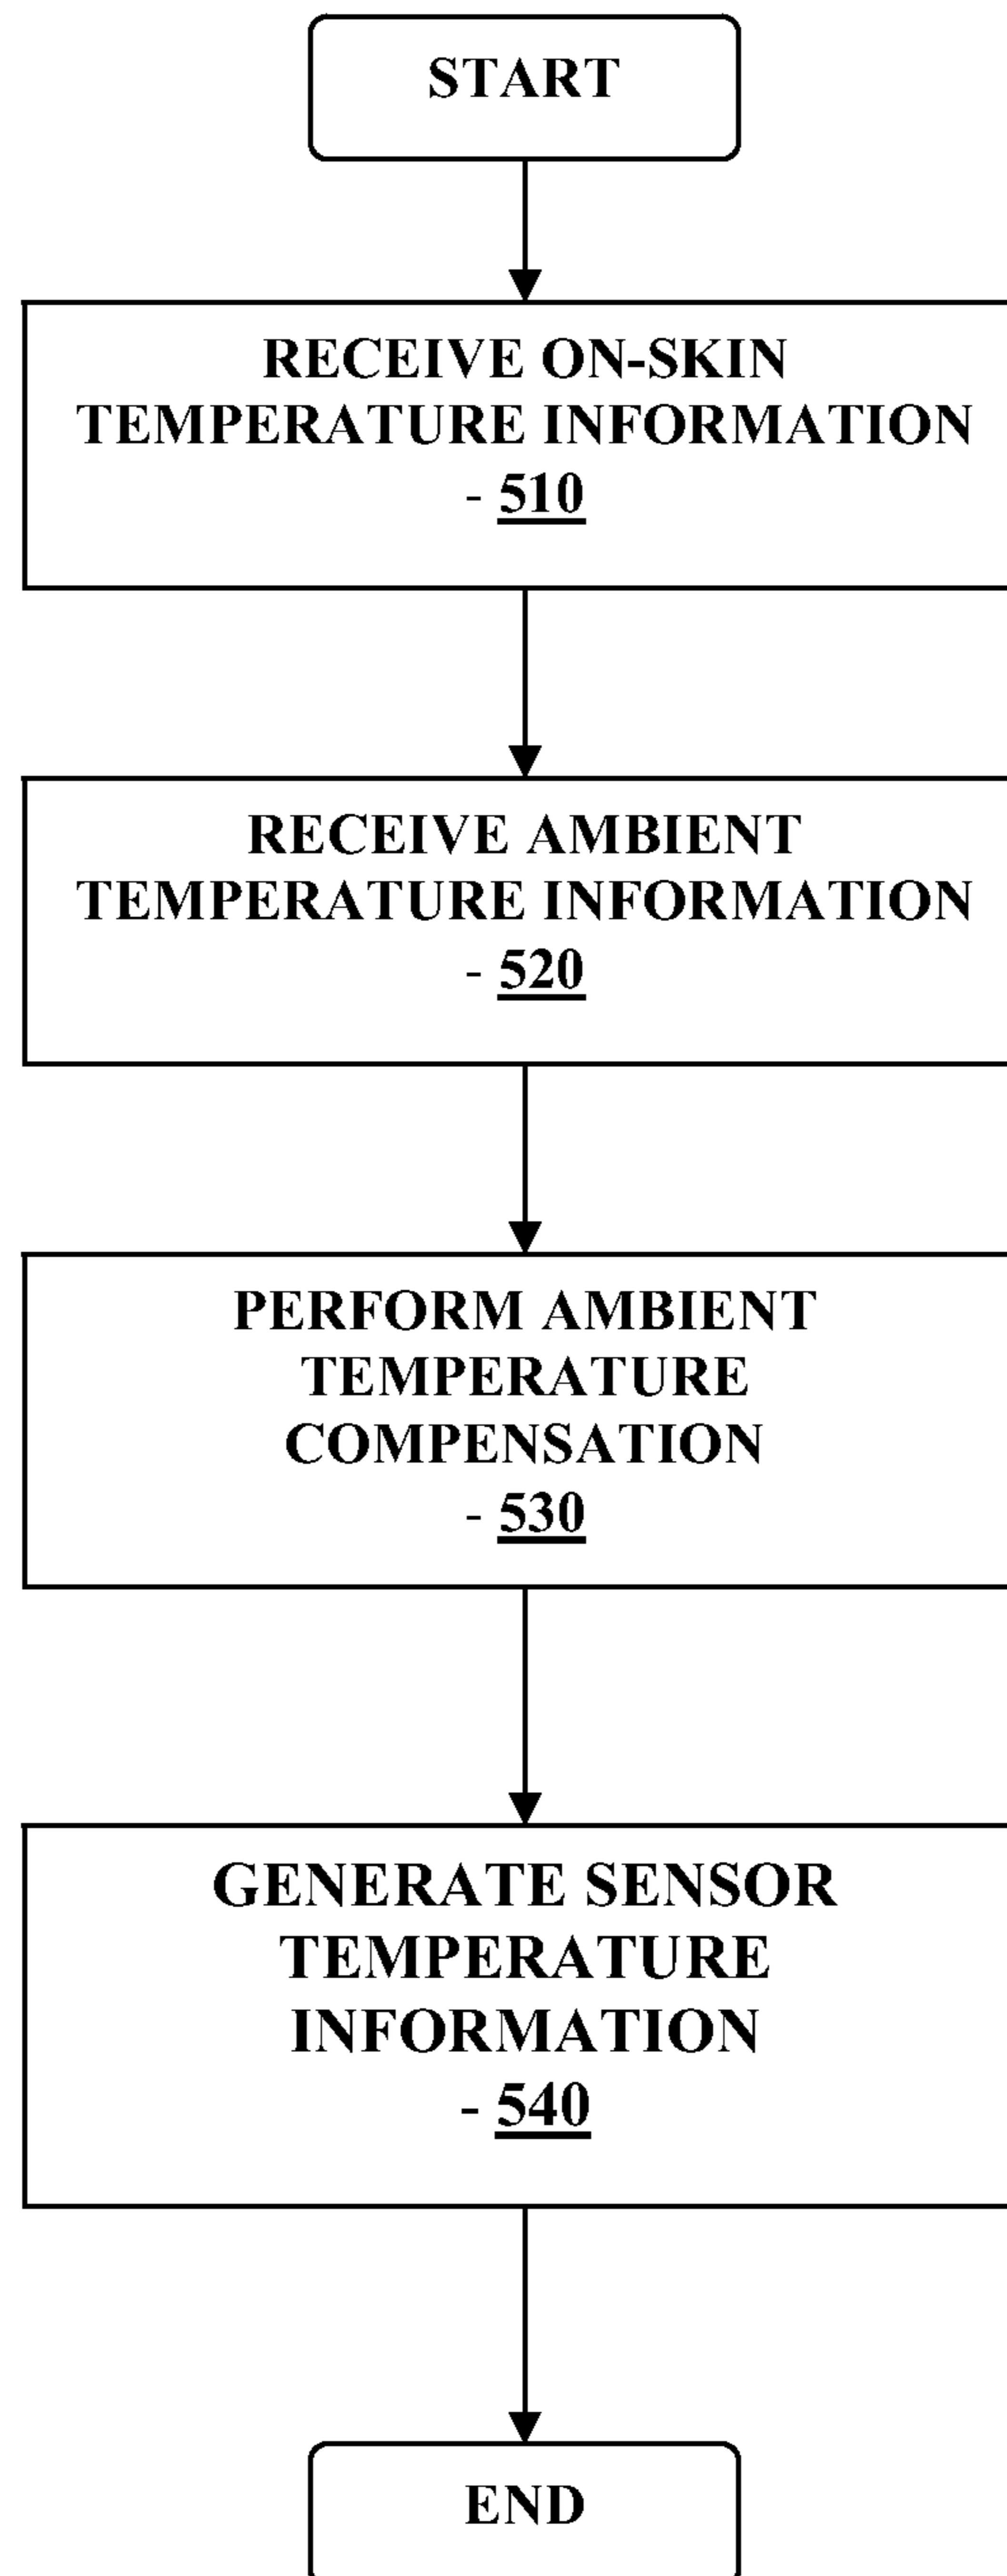 START
RECEIVE ON-SKIN
TEMPERATURE INFORMATION
- 510
RECEIVE AMBIENT
TEMPERATURE INFORMATION
- 520
PERFORM AMBIENT
TEMPERATURE
COMPENSATION
- 530
GENERATE SENSOR
TEMPERATURE
INFORMATION
- 540
END